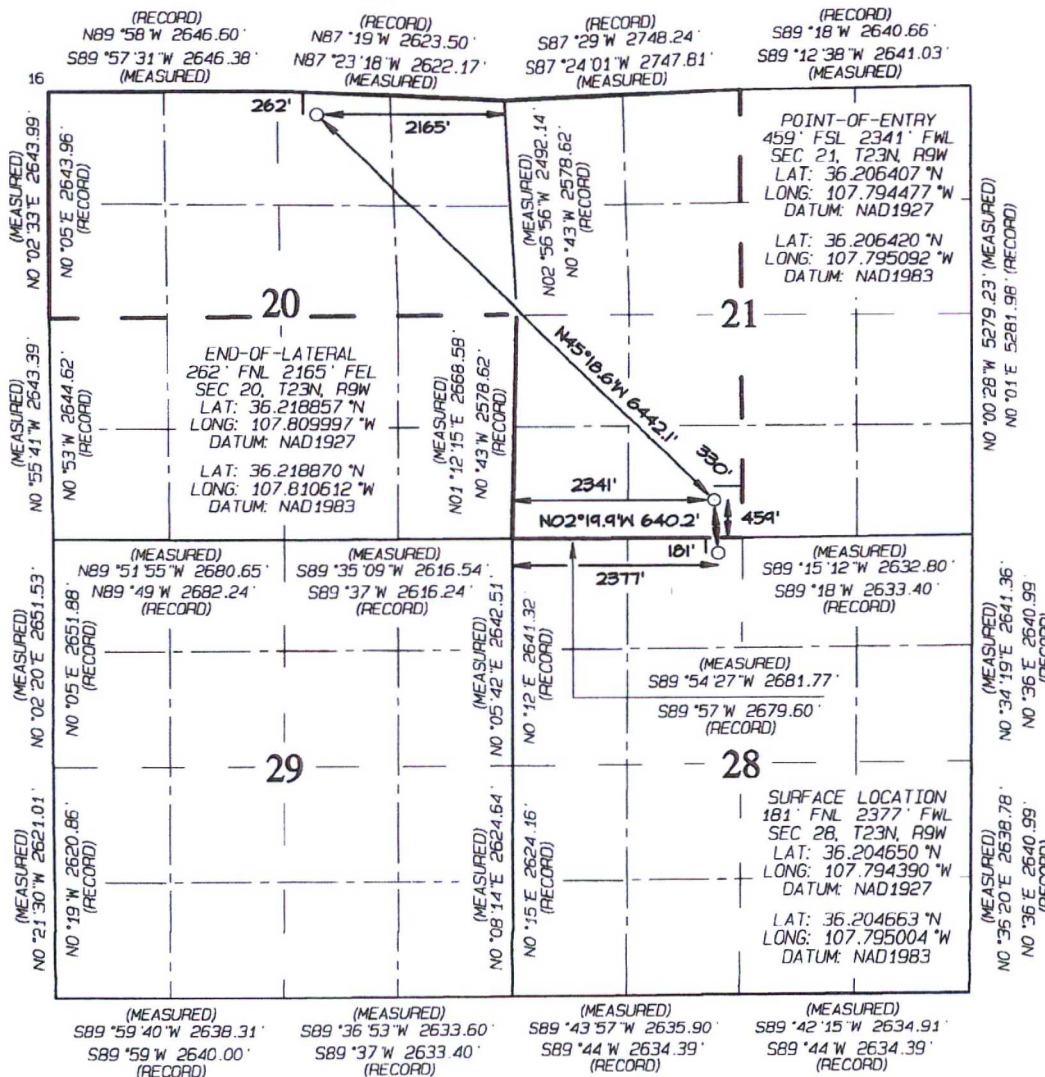 (RECORD)
N89°58'W 2646.60'
S89°57'31"W 2646.38'
(MEASURED)
(RECORD)
N87°19'W 2623.50'
N87°23'18"W 2622.17'
(MEASURED)
(RECORD)
S87°29'W 2748.24'
S87°24'01"W 2747.81'
(MEASURED)
(RECORD)
S89°18'W 2640.66'
S89°12'38"W 2641.03'
(MEASURED)
16
262'
2165'
(MEASURED)
N0°02'33"E 2643.99'
N0°05'E 2643.96'
(RECORD)
(MEASURED)
N02°56'56"W 2492.14'
N0°43'W 2578.62'
(RECORD)
POINT-OF-ENTRY
459' FSL 2341' FWL
SEC 21, T23N, R9W
LAT: 36.206407°N
LONG: 107.794477°W
DATUM: NAD1927
LAT: 36.206420°N
LONG: 107.795092°W
DATUM: NAD1983
N0°00'28"W 5279.23' (MEASURED)
N0°01'E 5281.98' (RECORD)
20
21
N45°18.6'W 6442.1'
END-OF-LATERAL
262' FNL 2165' FEL
SEC 20, T23N, R9W
LAT: 36.218857°N
LONG: 107.809997°W
DATUM: NAD1927
LAT: 36.218870°N
LONG: 107.810612°W
DATUM: NAD1983
(MEASURED)
N0°55'41"W 2643.39'
N0°53'W 2644.62'
(RECORD)
(MEASURED)
N01°12'15"E 2668.58'
N0°43'W 2578.62'
(RECORD)
330'
2341'
N02°19.9'W 640.2'
459'
181'
2377'
(MEASURED)
N89°51'55"W 2680.65'
N89°49'W 2682.24'
(RECORD)
(MEASURED)
S89°35'09"W 2616.54'
S89°37'W 2616.24'
(RECORD)
(MEASURED)
S89°15'12"W 2632.80'
S89°18'W 2633.40'
(RECORD)
(MEASURED)
N0°02'20"E 2651.53'
N0°05'E 2651.88'
(RECORD)
(MEASURED)
N0°05'42"E 2642.51'
N0°12'E 2641.32'
(RECORD)
(MEASURED)
S89°54'27"W 2681.77'
S89°57'W 2679.60'
(RECORD)
(MEASURED)
N0°34'19"E 2641.36'
N0°36'E 2640.99'
(RECORD)
29
28
(MEASURED)
N0°21'30"W 2621.01'
N0°19'W 2620.86'
(RECORD)
(MEASURED)
N0°08'14"E 2624.64'
N0°15'E 2624.16'
(RECORD)
SURFACE LOCATION
181' FNL 2377' FWL
SEC 28, T23N, R9W
LAT: 36.204650°N
LONG: 107.794390°W
DATUM: NAD1927
LAT: 36.204663°N
LONG: 107.795004°W
DATUM: NAD1983
(MEASURED)
N0°36'20"E 2638.78'
N0°36'E 2640.99'
(RECORD)
(MEASURED)
S89°59'40"W 2638.31'
S89°59'W 2640.00'
(RECORD)
(MEASURED)
S89°36'53"W 2633.60'
S89°37'W 2633.40'
(RECORD)
(MEASURED)
S89°43'57"W 2635.90'
S89°44'W 2634.39'
(RECORD)
(MEASURED)
S89°42'15"W 2634.91'
S89°44'W 2634.39'
(RECORD)